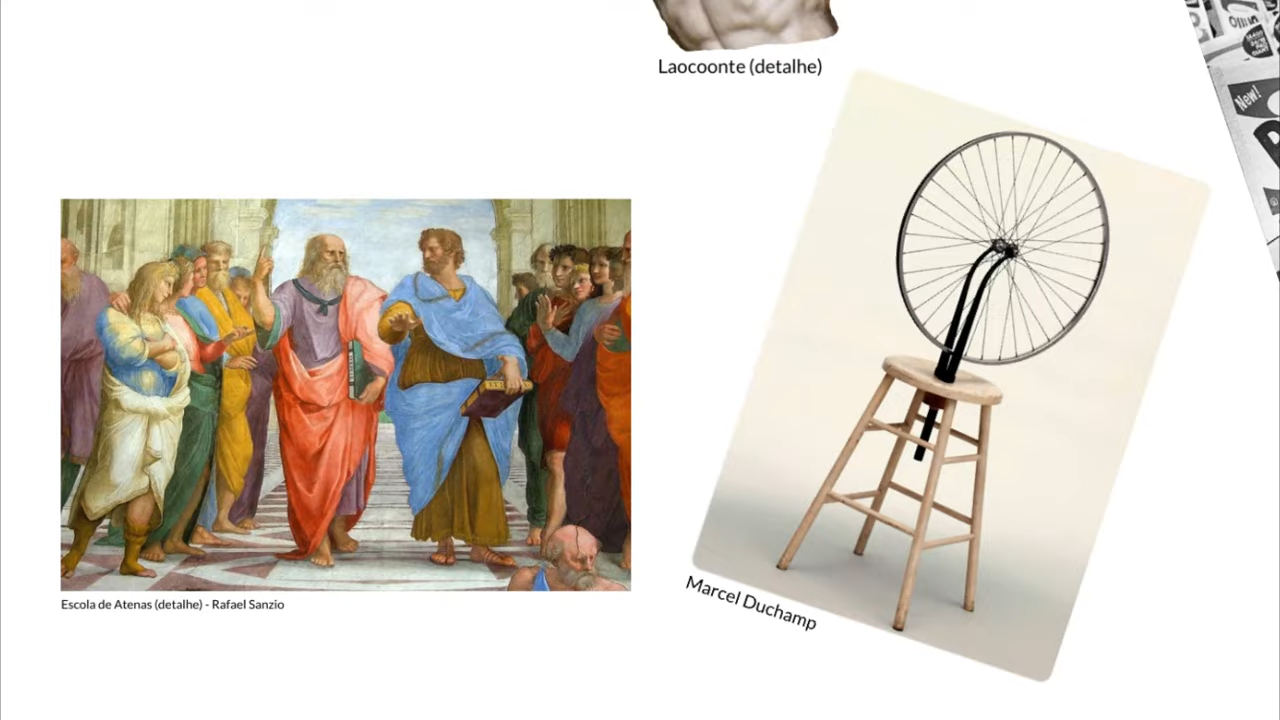 Laocoonte (detalhe)
New!
Escola de Atenas (detalhe) - Rafael Sanzio
Marcel Duchamp